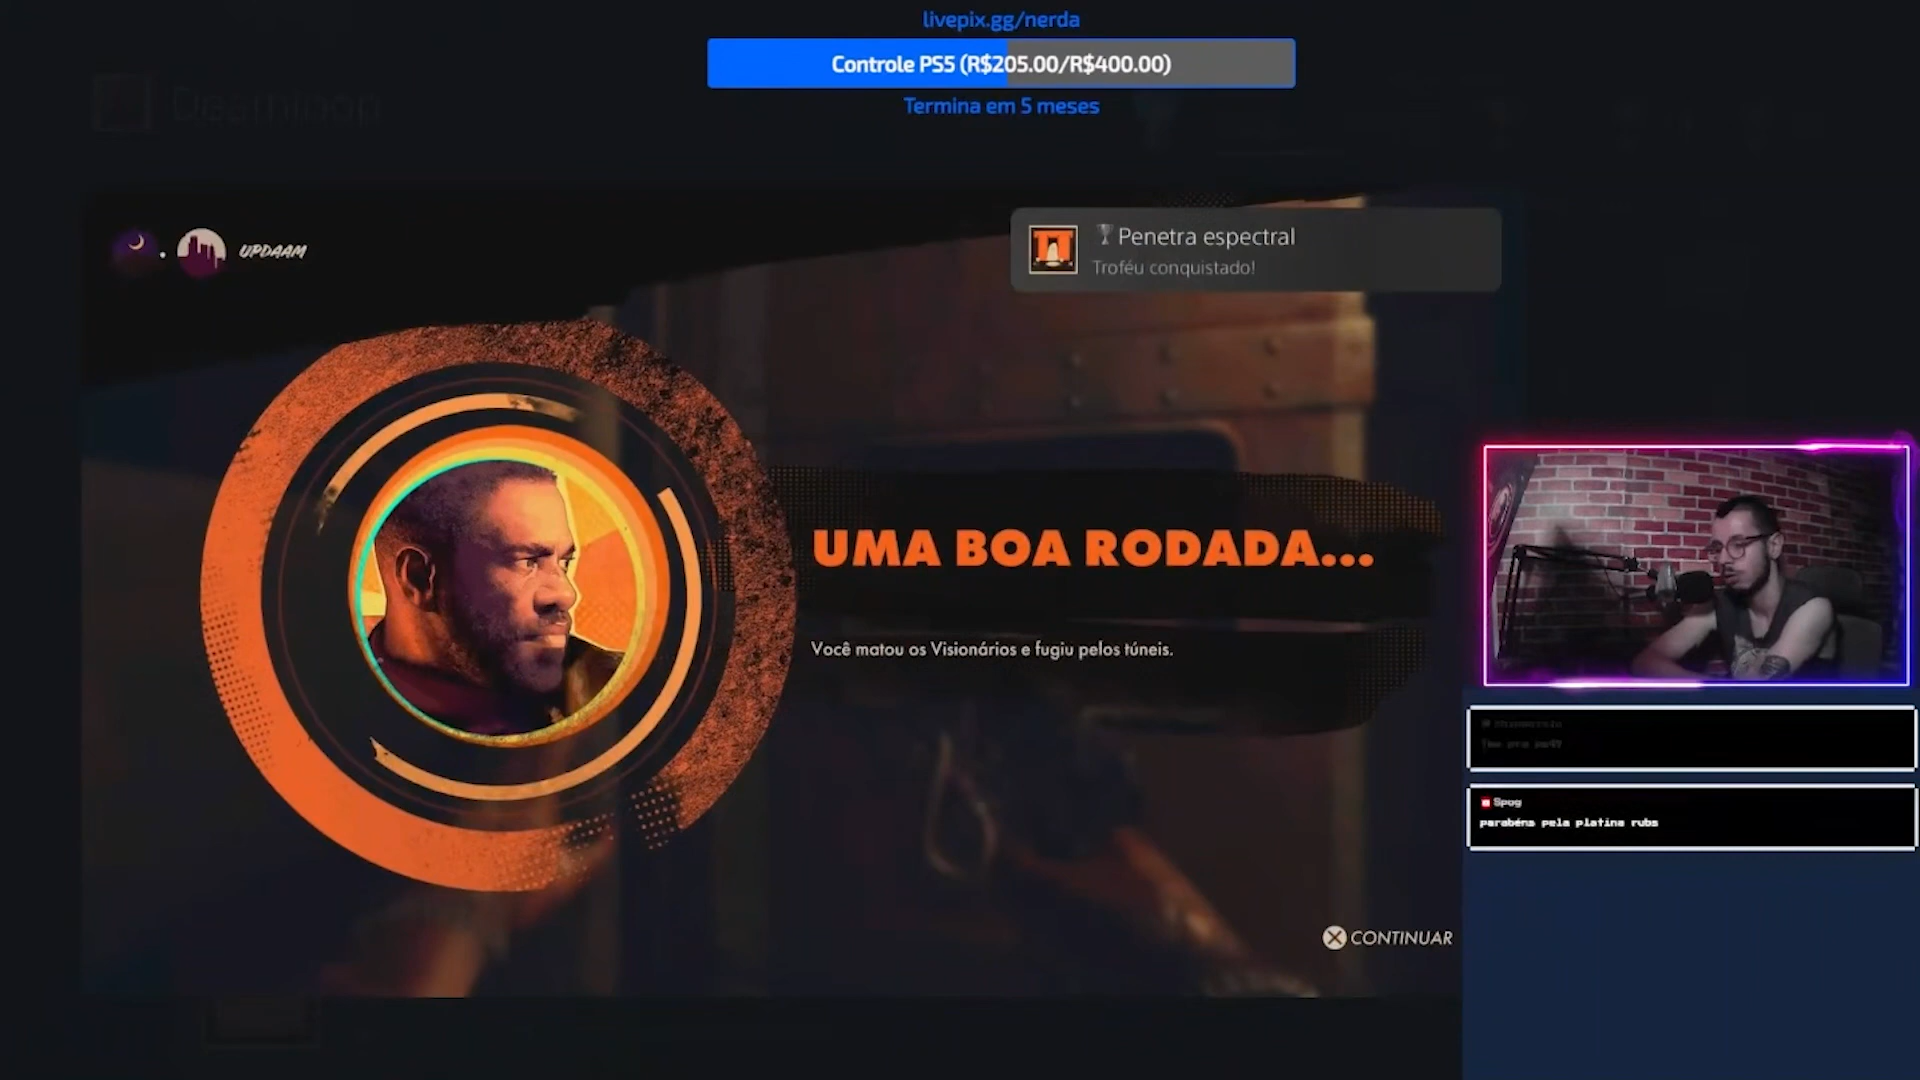 livepix.gg/nerda
Controle PS5 (R$205.00/R$400.00)
Termina em 5 meses
UPDAAM
Penetra espectral
Troféu conquistado!
UMA BOA RODADA...
Você matou os Visionários e fugiu pelos túneis.
CONTINUAR
Spog
parabéns pela platina rubs